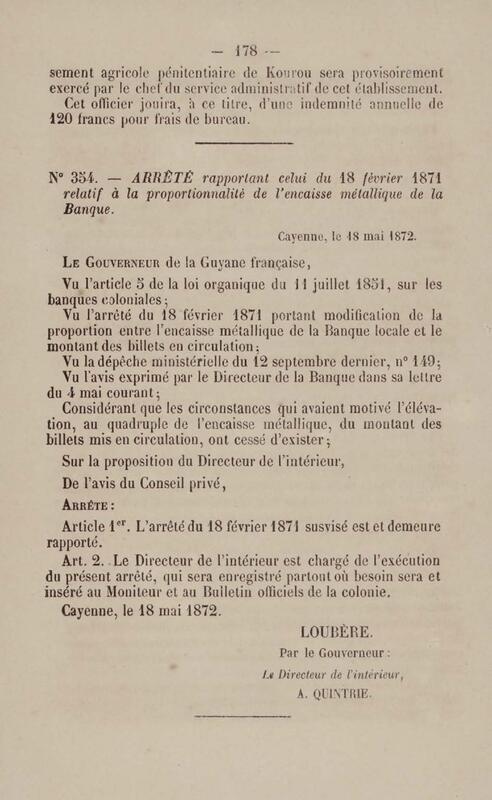 — 178 —
sement agricole pénitentiaire de Kourou sera provisoirement
exercé par le chef du service administratif de cet établissement.
Cet officier jouira, à ce titre, d'une indemnité annuelle de
120 francs pour frais de bureau.
N° 354. — ARRÊTÉ rapportant celui du 18 février 1871
relatif à la proportionnalité de l'encaisse métallique de la
Banque.
Cayenne, le 18 mai 1872.
LE GOUVERNEUR de la Guyane française,
Vu l'article 5 de la loi organique du 11 juillet 1851, sur les
banques coloniales;
Vu l'arrêté du 18 février 1871 portant modification de la
proportion entre l'encaisse métallique de la Banque locale et le
montant des billets en circulation;
Vu la dépêche ministérielle du 12 septembre dernier, n° 149;
Vu l'avis exprimé par le Directeur de la Banque dans sa lettre
du 4 mai courant;
Considérant que les circonstances qui avaient motivé l'éléva-
tion, au quadruple de l'encaisse métallique, du montant des
billets mis en circulation, ont cessé d'exister;
Sur la proposition du Directeur de l'intérieur,
De l'avis du Conseil privé,
ARRÊTE:
Article 1er. L'arrêté du 18 février 1871 susvisé est et demeure
rapporté.
Art. 2. Le Directeur de l'intérieur est chargé de l'exécution
du présent arrêté, qui sera enregistré partout où besoin sera et
inséré au Moniteur et au Bulletin officiels de la colonie.
Cayenne, le 18 mai 1872.
LOUBÈRE.
Par le Gouverneur:
Le Directeur de l'intérieur,
A. QUINTRIE.